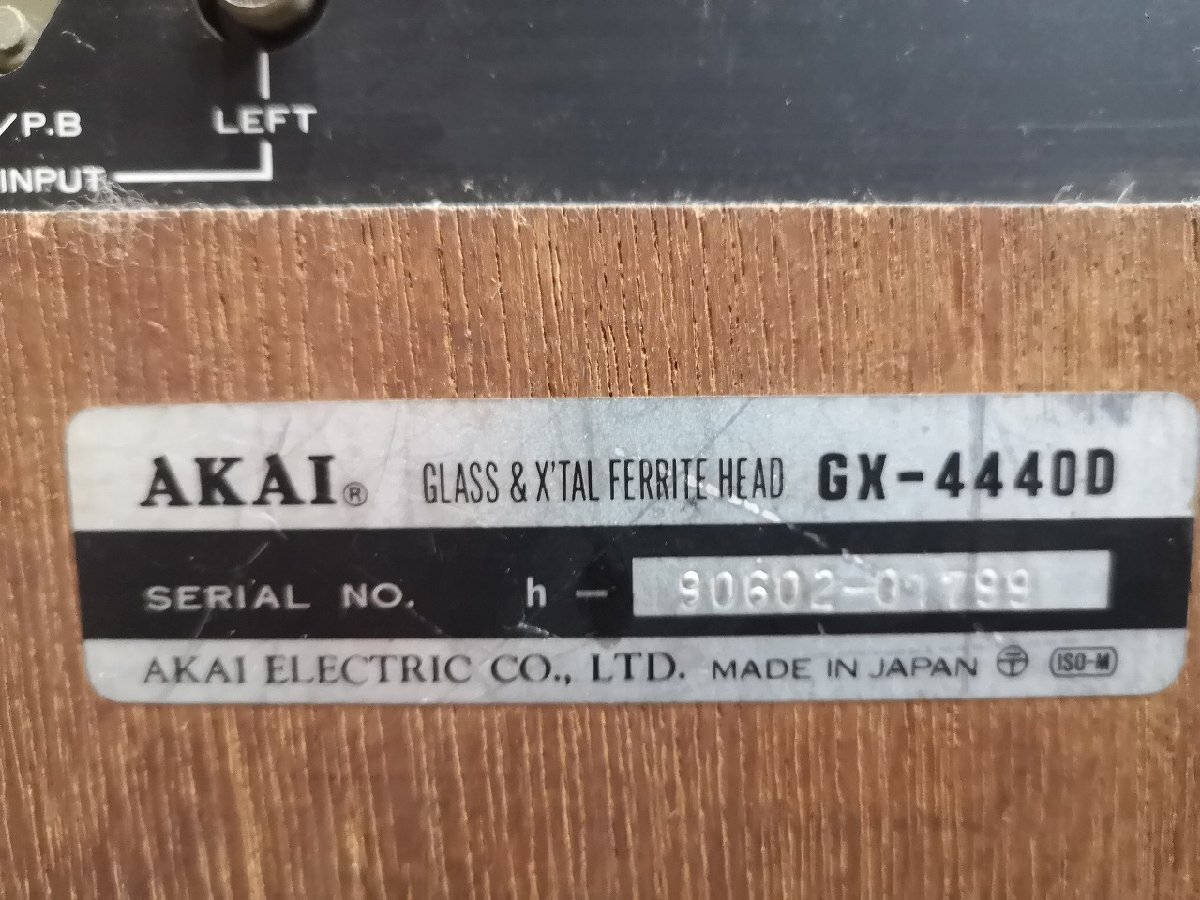 /P.B
LEFT
INPUT
AKAI® GLASS & X'TAL FERRITE HEAD GX-4440D
SERIAL NO. h - 90602-01799
AKAI ELECTRIC CO., LTD. MADE IN JAPAN ISO-M